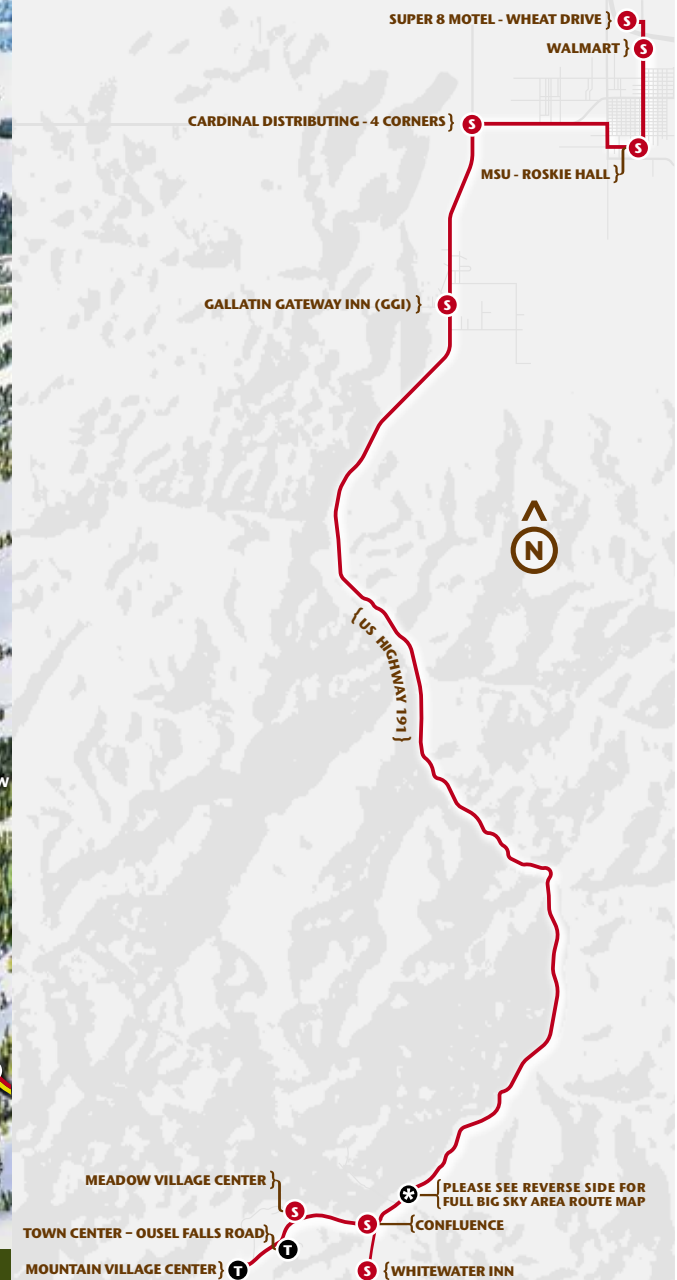 SUPER 8 MOTEL - WHEAT DRIVE } S
WALMART } S
CARDINAL DISTRIBUTING - 4 CORNERS } S
S
MSU - ROSKIE HALL }
GALLATIN GATEWAY INN (GGI) } S
^
N
{ US HIGHWAY 191 }
W
MEADOW VILLAGE CENTER }
S
* { PLEASE SEE REVERSE SIDE FOR
FULL BIG SKY AREA ROUTE MAP
S { CONFLUENCE
TOWN CENTER – OUSEL FALLS ROAD } T
MOUNTAIN VILLAGE CENTER } T
S { WHITEWATER INN